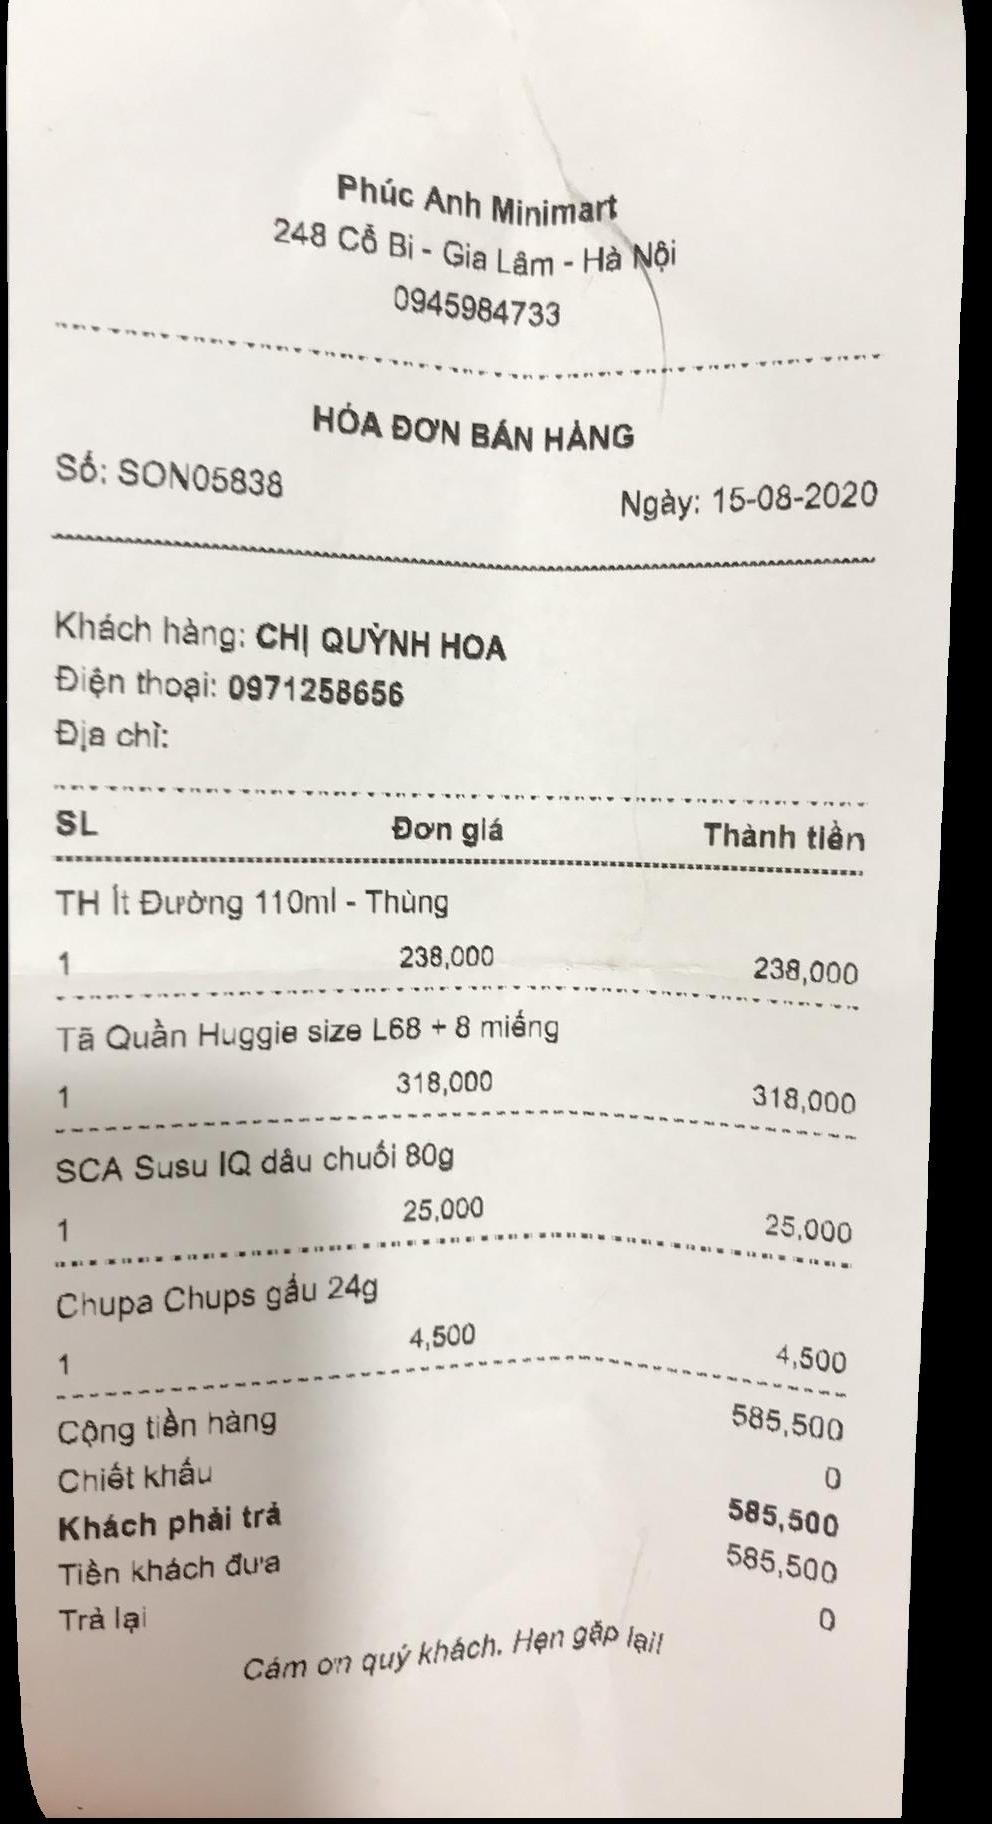 Phúc Anh Minimart
248 Cổ Bi - Gia Lâm - Hà Nội
0945984733
HÓA ĐƠN BÁN HÀNG
Số: SON05838 Ngày: 15-08-2020
Khách hàng: CHỊ QUỲNH HOA
Điện thoại: 0971258656
Địa chỉ:
SL Đơn giá Thành tiền
TH Ít Đường 110ml - Thùng
1 238,000 238,000
Tã Quần Huggie size L68 + 8 miếng
1 318,000 318,000
SCA Susu IQ dâu chuối 80g
1 25,000 25,000
Chupa Chups gấu 24g
1 4,500 4,500
Cộng tiền hàng 585,500
Chiết khấu 0
Khách phải trả 585,500
Tiền khách đưa 585,500
Trả lại 0
Cám ơn quý khách. Hẹn gặp lại!